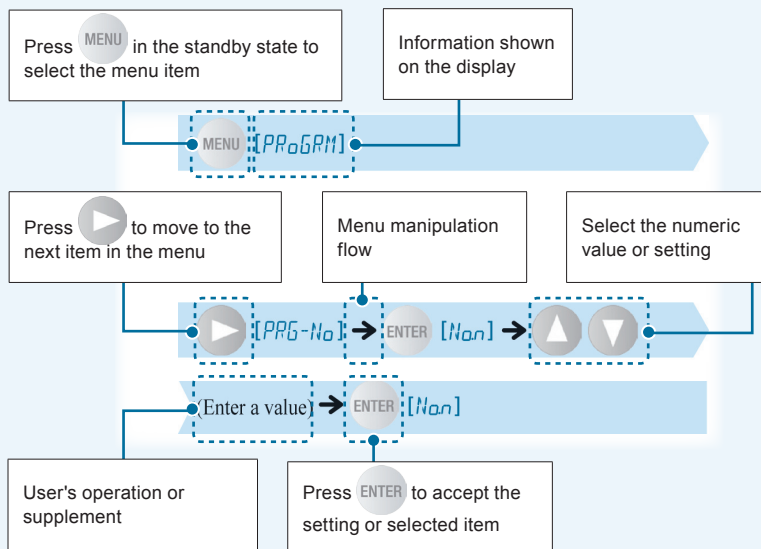 Press MENU in the standby state to
select the menu item
Information shown
on the display
MENU [PRoGRM]
Press to move to the
next item in the menu
Menu manipulation
flow
Select the numeric
value or setting
[PRG-No] → ENTER [Non] →
(Enter a value) → ENTER [Non]
User's operation or
supplement
Press ENTER to accept the
setting or selected item